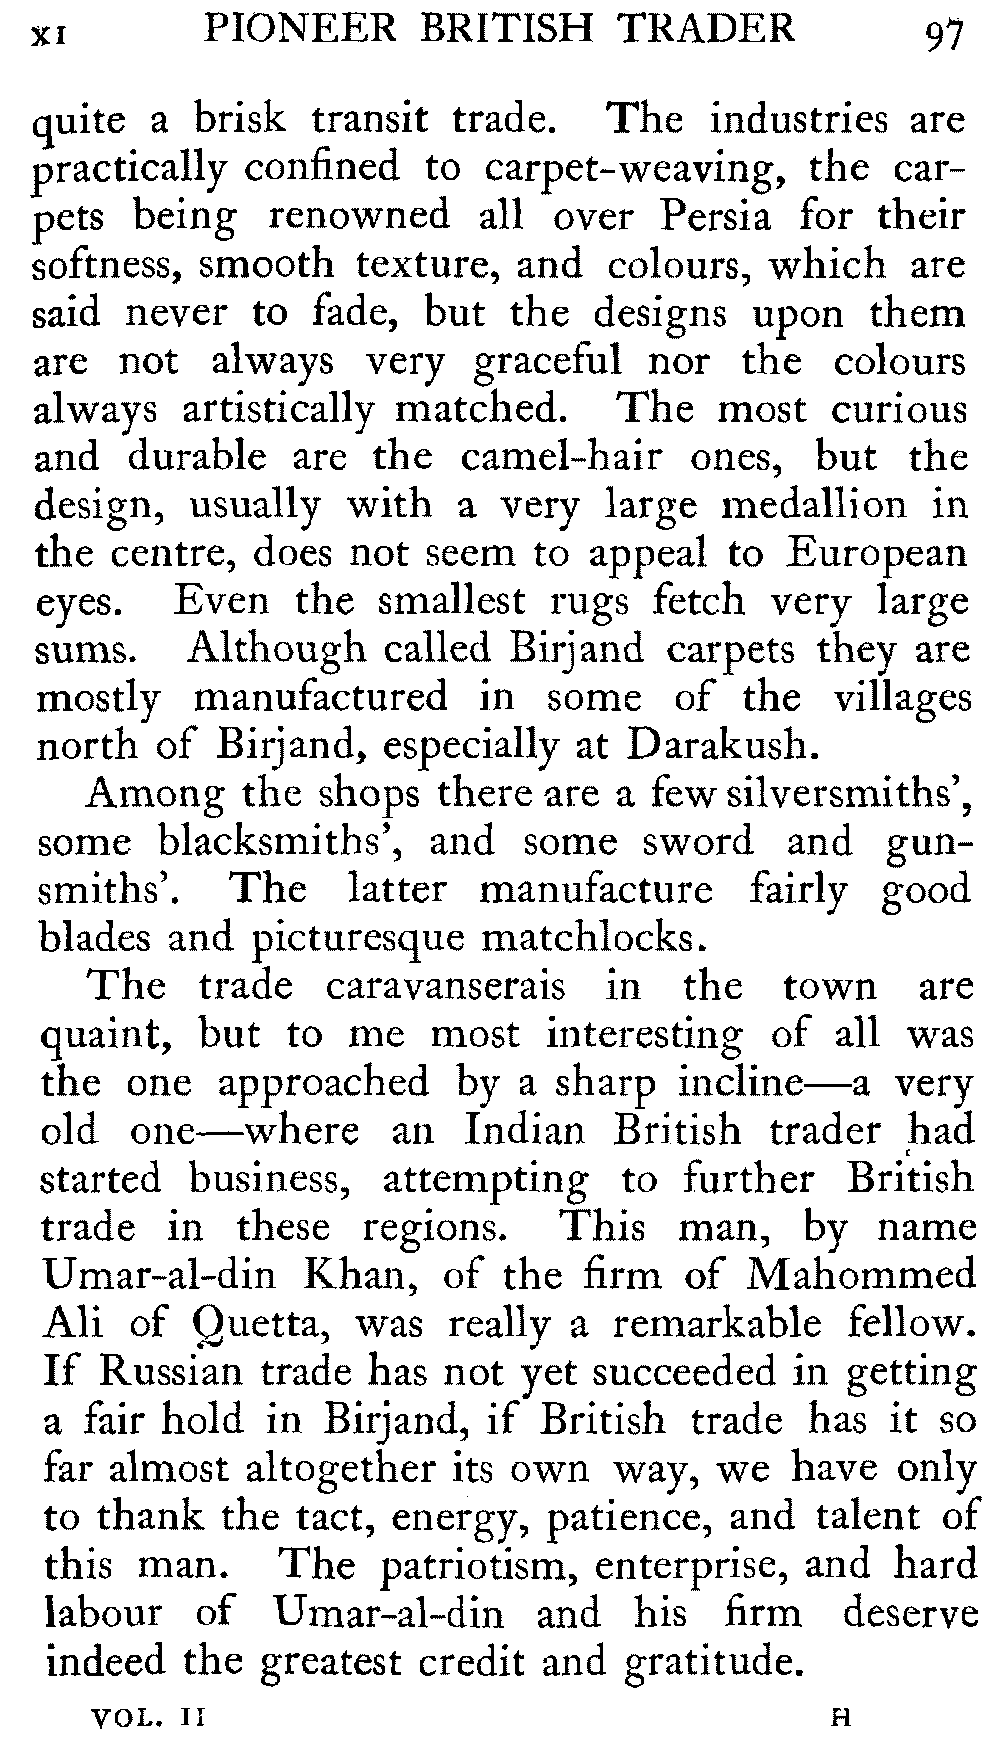 XI PIONEER BRITISH TRADER 97
quite a brisk transit trade. The industries are
practically confined to carpet-weaving, the car-
pets being renowned all over Persia for their
softness, smooth texture, and colours, which are
said never to fade, but the designs upon them
are not always very graceful nor the colours
always artistically matched. The most curious
and durable are the camel-hair ones, but the
design, usually with a very large medallion in
the centre, does not seem to appeal to European
eyes. Even the smallest rugs fetch very large
sums. Although called Birjand carpets they are
mostly manufactured in some of the villages
north of Birjand, especially at Darakush.
Among the shops there are a few silversmiths',
some blacksmiths', and some sword and gun-
smiths'. The latter manufacture fairly good
blades and picturesque matchlocks.
The trade caravanserais in the town are
quaint, but to me most interesting of all was
the one approached by a sharp incline—a very
old one—where an Indian British trader had
started business, attempting to further British
trade in these regions. This man, by name
Umar-al-din Khan, of the firm of Mahommed
Ali of Quetta, was really a remarkable fellow.
If Russian trade has not yet succeeded in getting
a fair hold in Birjand, if British trade has it so
far almost altogether its own way, we have only
to thank the tact, energy, patience, and talent of
this man. The patriotism, enterprise, and hard
labour of Umar-al-din and his firm deserve
indeed the greatest credit and gratitude.
VOL. II H